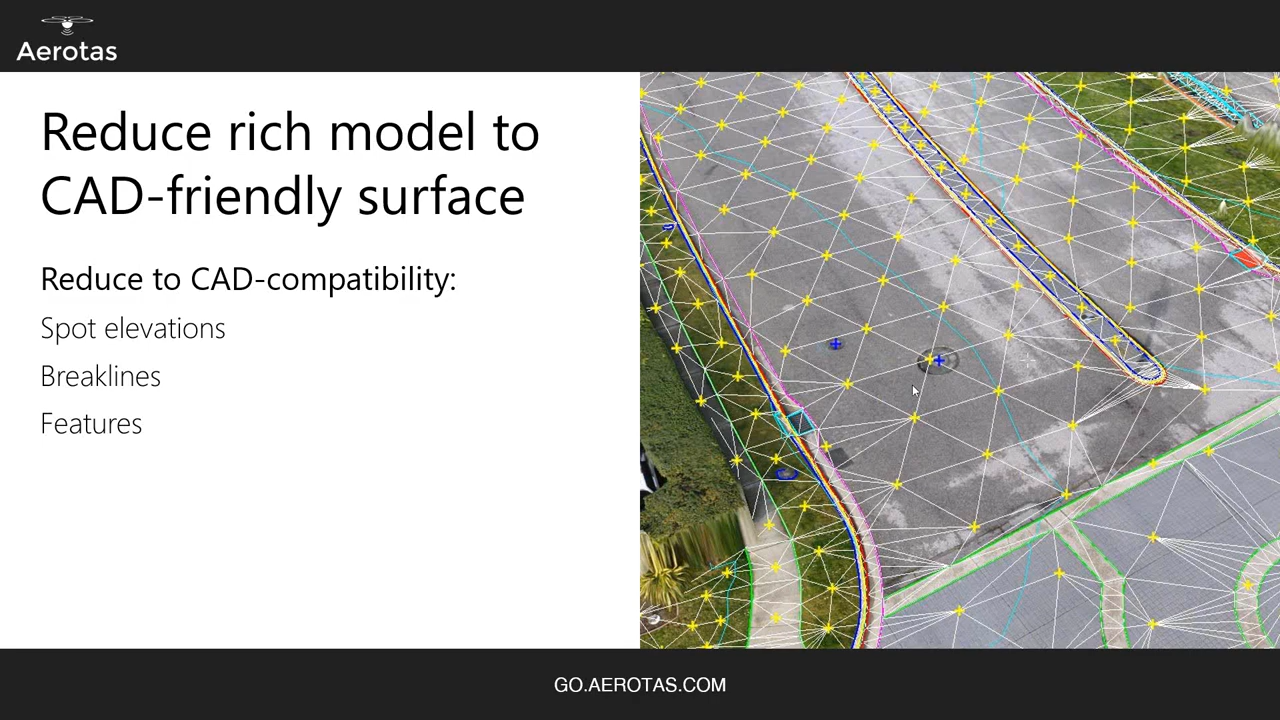 Aerotas
Reduce rich model to
CAD-friendly surface
Reduce to CAD-compatibility:
Spot elevations
Breaklines
Features
GO.AEROTAS.COM